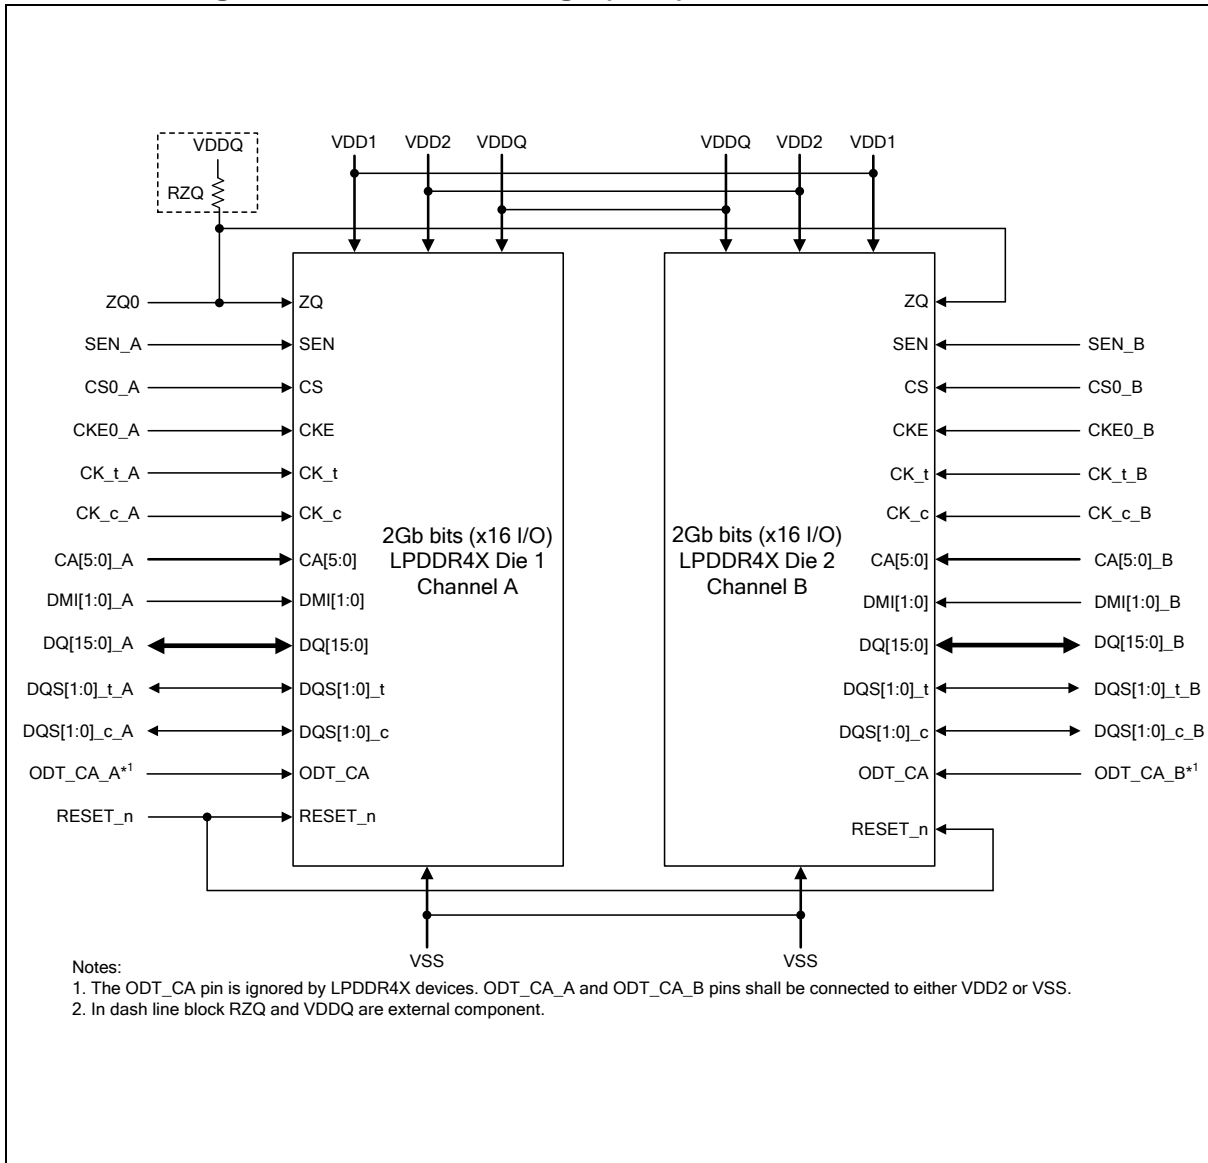 VDDQ
RZQ
VDD1 VDD2 VDDQ
VDDQ VDD2 VDD1
ZQ0
SEN_A
CS0_A
CKE0_A
CK_t_A
CK_c_A
CA[5:0]_A
DMI[1:0]_A
DQ[15:0]_A
DQS[1:0]_t_A
DQS[1:0]_c_A
ODT_CA_A*1
RESET_n
ZQ
SEN
CS
CKE
CK_t
CK_c
CA[5:0]
DMI[1:0]
DQ[15:0]
DQS[1:0]_t
DQS[1:0]_c
ODT_CA
RESET_n
2Gb bits (x16 I/O)
LPDDR4X Die 1
Channel A
2Gb bits (x16 I/O)
LPDDR4X Die 2
Channel B
ZQ
SEN
CS
CKE
CK_t
CK_c
CA[5:0]
DMI[1:0]
DQ[15:0]
DQS[1:0]_t
DQS[1:0]_c
ODT_CA
RESET_n
SEN_B
CS0_B
CKE0_B
CK_t_B
CK_c_B
CA[5:0]_B
DMI[1:0]_B
DQ[15:0]_B
DQS[1:0]_t_B
DQS[1:0]_c_B
ODT_CA_B*1
VSS
VSS
Notes:
1. The ODT_CA pin is ignored by LPDDR4X devices. ODT_CA_A and ODT_CA_B pins shall be connected to either VDD2 or VSS.
2. In dash line block RZQ and VDDQ are external component.